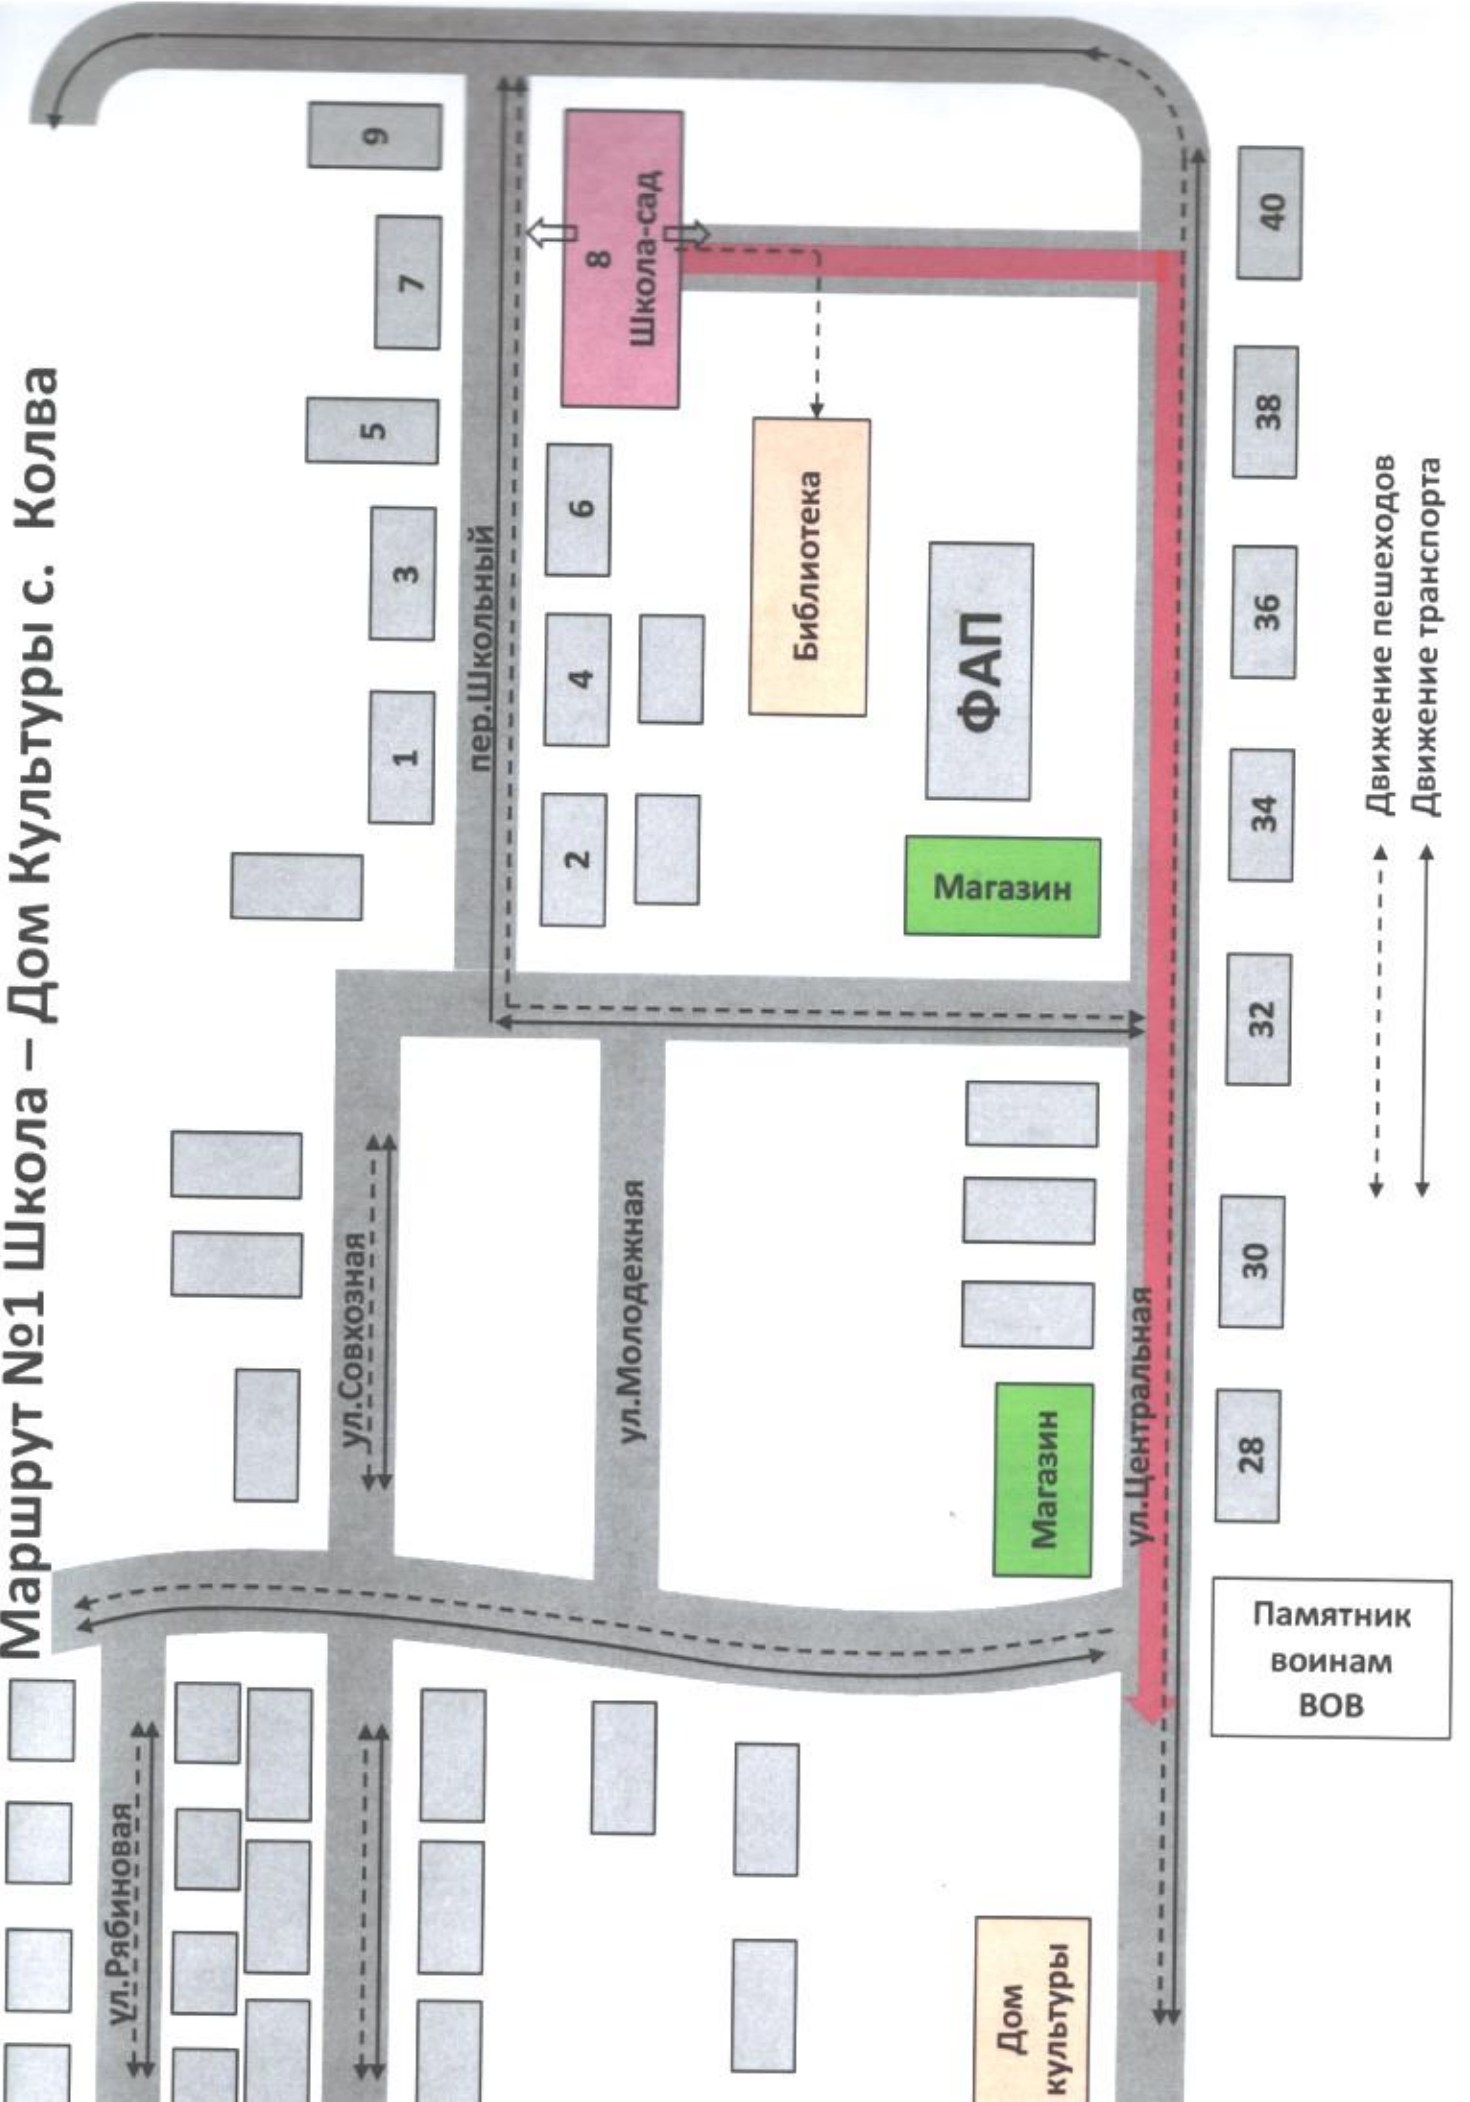 Маршрут №1 Школа – Дом Культуры с. Колва
9
7
5
3
1
пер.Школьный
8
Школа-сад
6
4
2
Библиотека
ФАП
Магазин
40
38
36
34
32
30
28
ул.Совхозная
ул.Молодежная
Магазин
ул.Центральная
ул.Рябиновая
Дом
культуры
Памятник
воинам
ВОВ
Движение пешеходов
Движение транспорта